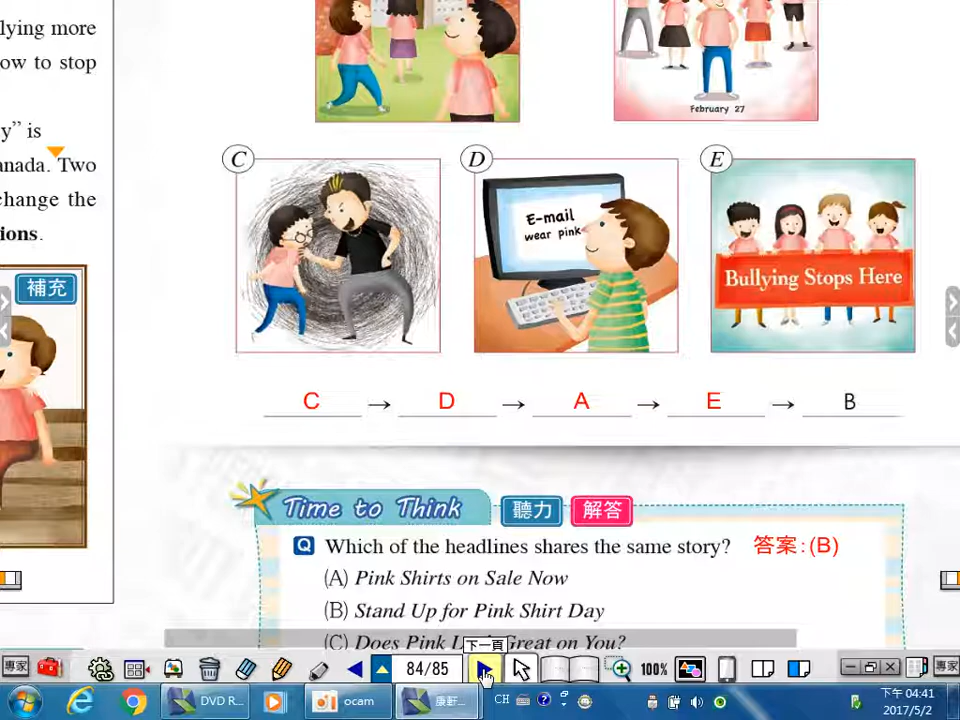 lying more
ow to stop
y” is
anada. Two
change the
ions.
補充
February 27
C
D
E
E-mail
wear pink
Bullying Stops Here
C → D → A → E → B
Time to Think 聽力 解答
Q Which of the headlines shares the same story? 答案：(B)
(A) Pink Shirts on Sale Now
(B) Stand Up for Pink Shirt Day
(C) Does Pink Great on You?
下一頁
專家 84/85 100% 專家
DVD R... ocam 康軒... CH 下午 04:41
2017/5/2